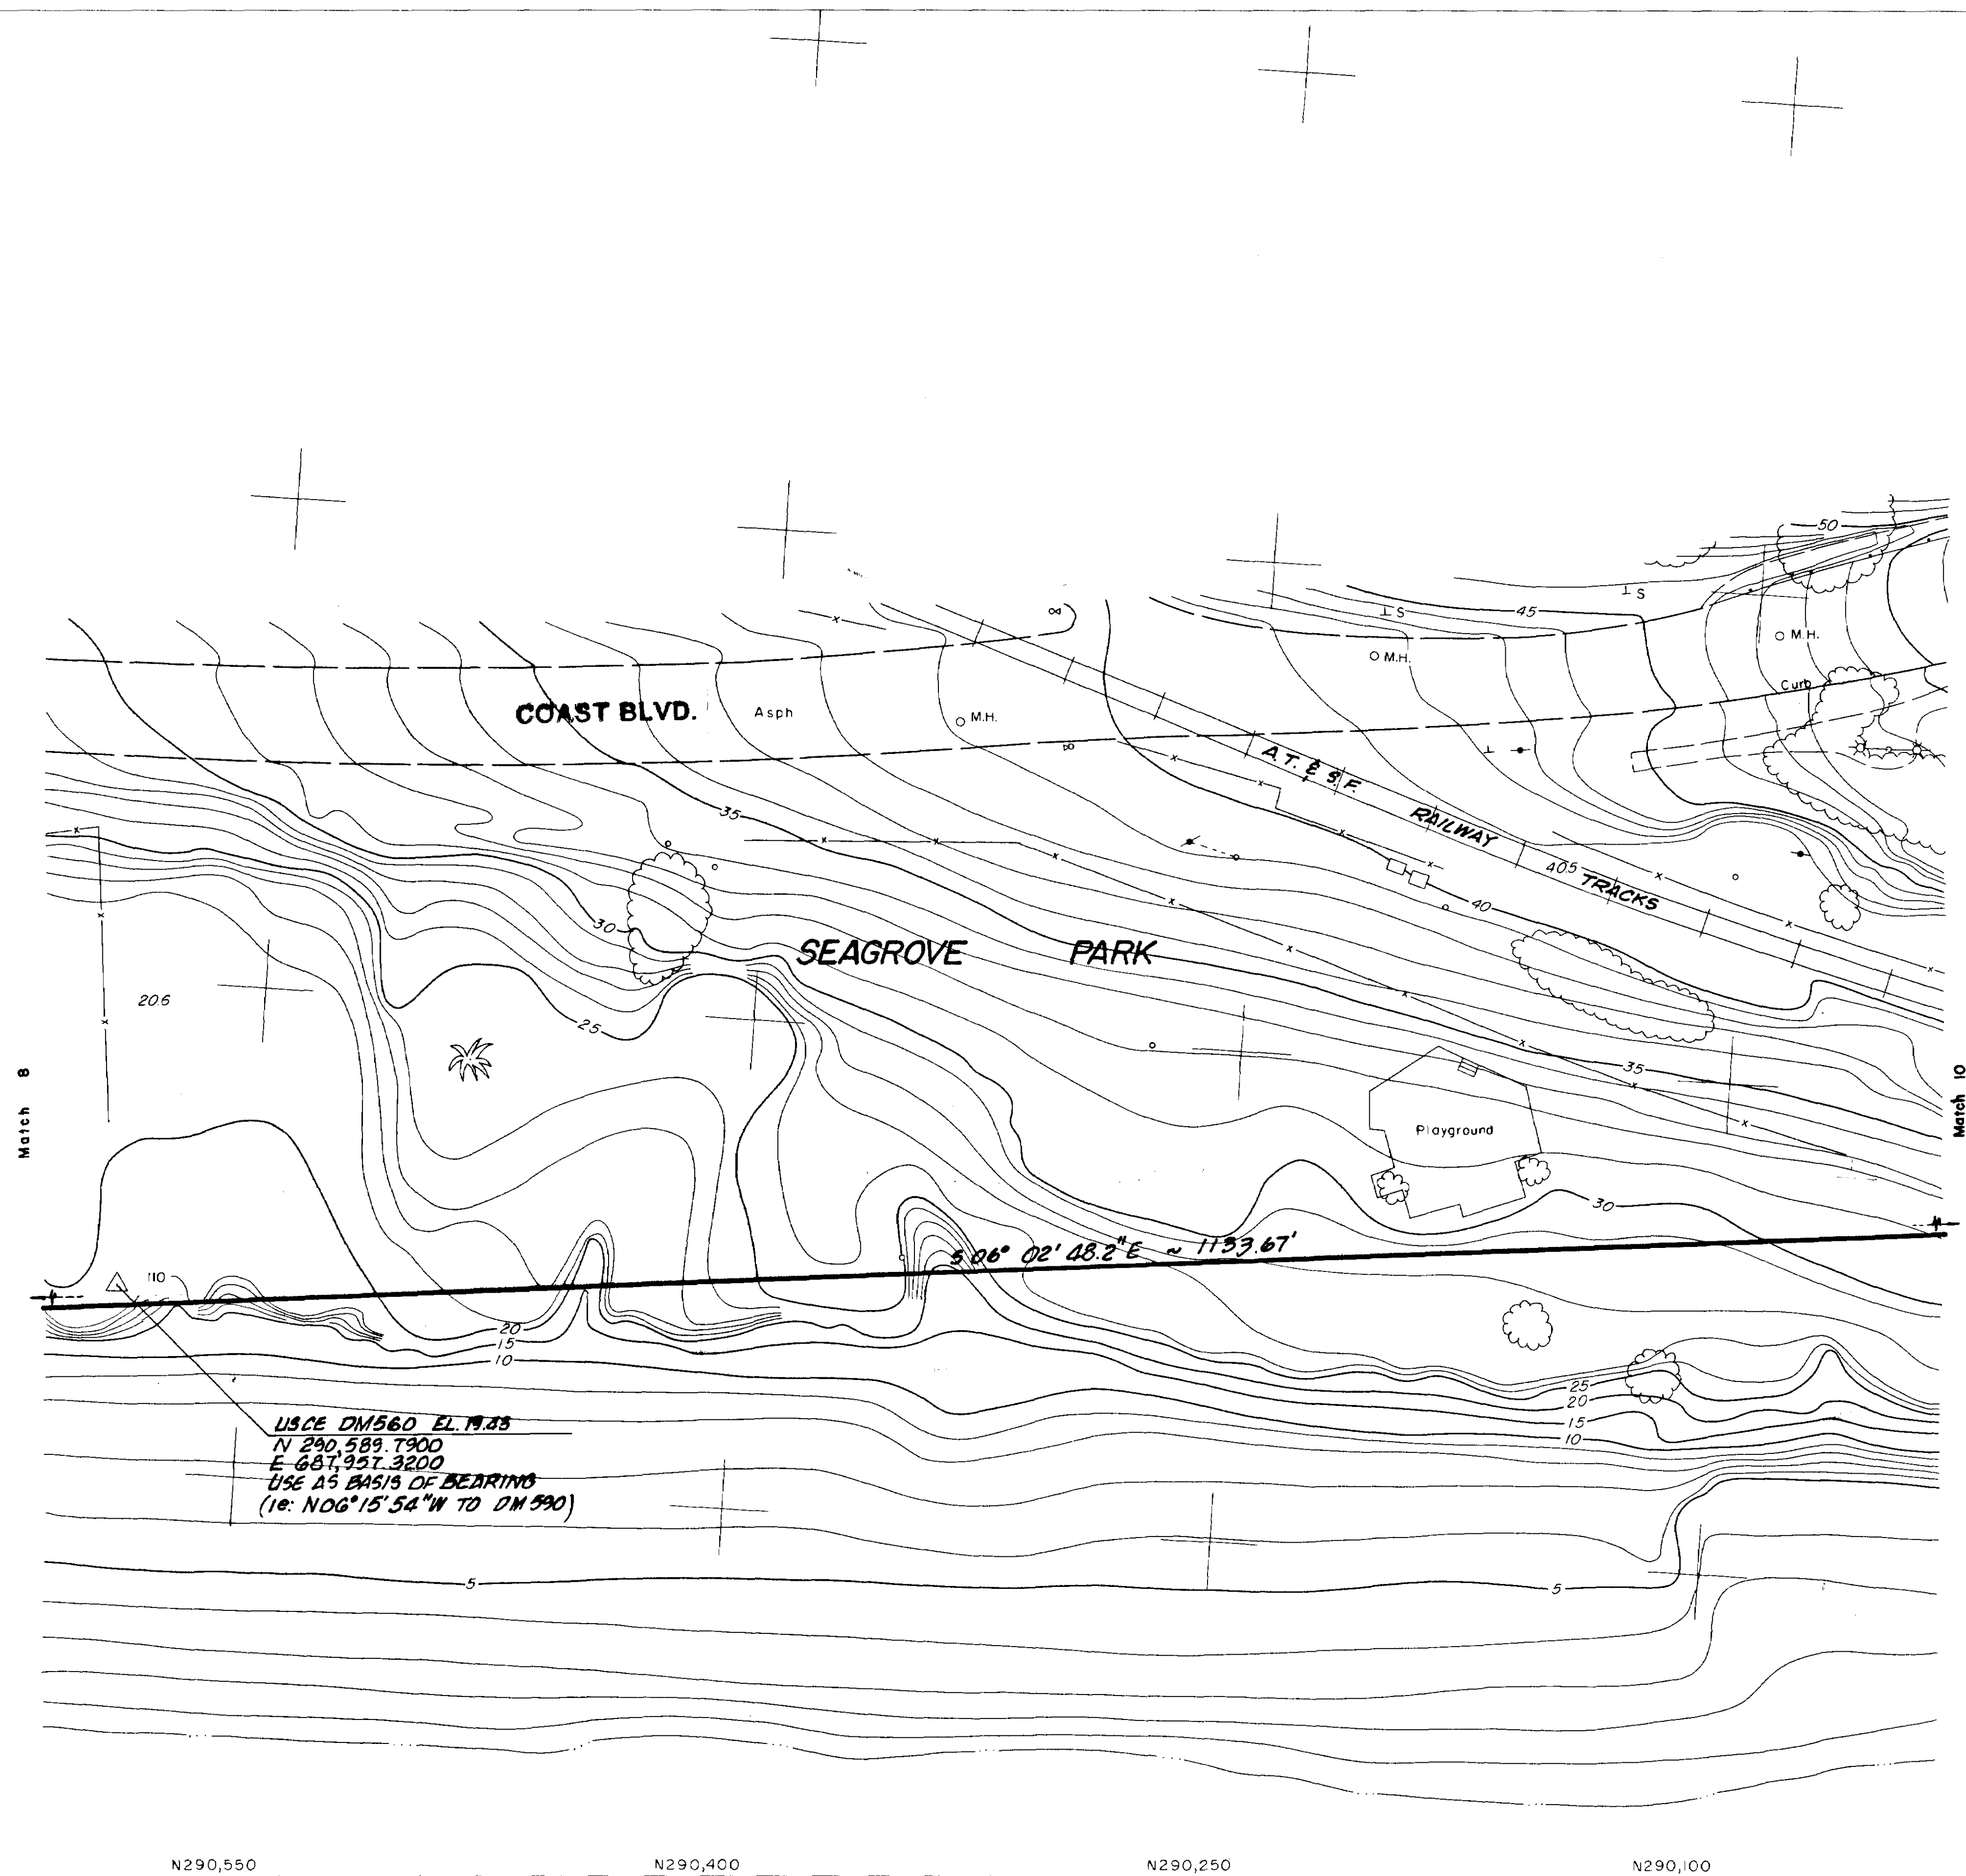 50
S
45
S
M.H.
M.H.
Curb
COAST BLVD.
Asph
M.H.
A.T. & S.F. RAILWAY TRACKS
35
405
40
30
SEAGROVE PARK
206
25
35
Match 8
Match 10
Playground
30
S 06° 02' 48.2" E ~ 1133.67'
110
20
15
10
25
20
15
10
USCE DM560 EL. 19.48
N 290,589.7900
E 687,957.3200
USE AS BASIS OF BEARING
(ie: N06°15'54"W TO DM 590)
5
5
N290,550
N290,400
N290,250
N290,100